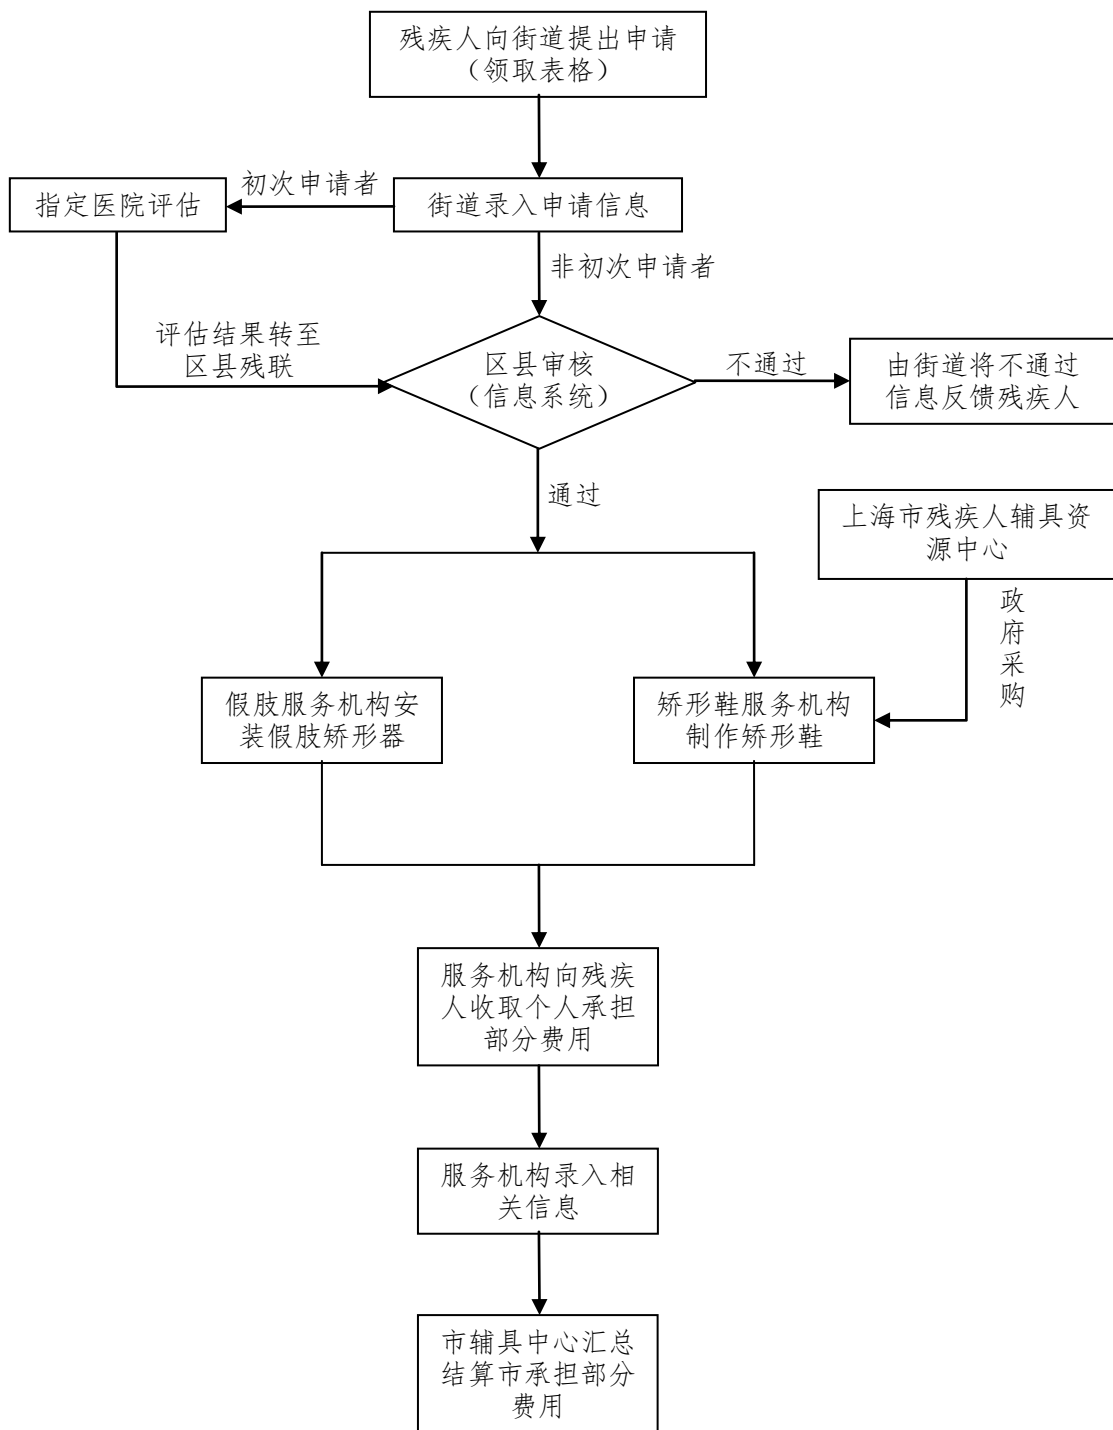 残疾人向街道提出申请
（领取表格）
初次申请者
指定医院评估
街道录入申请信息
非初次申请者
评估结果转至
区县残联
区县审核
（信息系统）
不通过
由街道将不通过
信息反馈残疾人
通过
上海市残疾人辅具资
源中心
政
府
采
购
假肢服务机构安
装假肢矫形器
矫形鞋服务机构
制作矫形鞋
服务机构向残疾
人收取个人承担
部分费用
服务机构录入相
关信息
市辅具中心汇总
结算市承担部分
费用